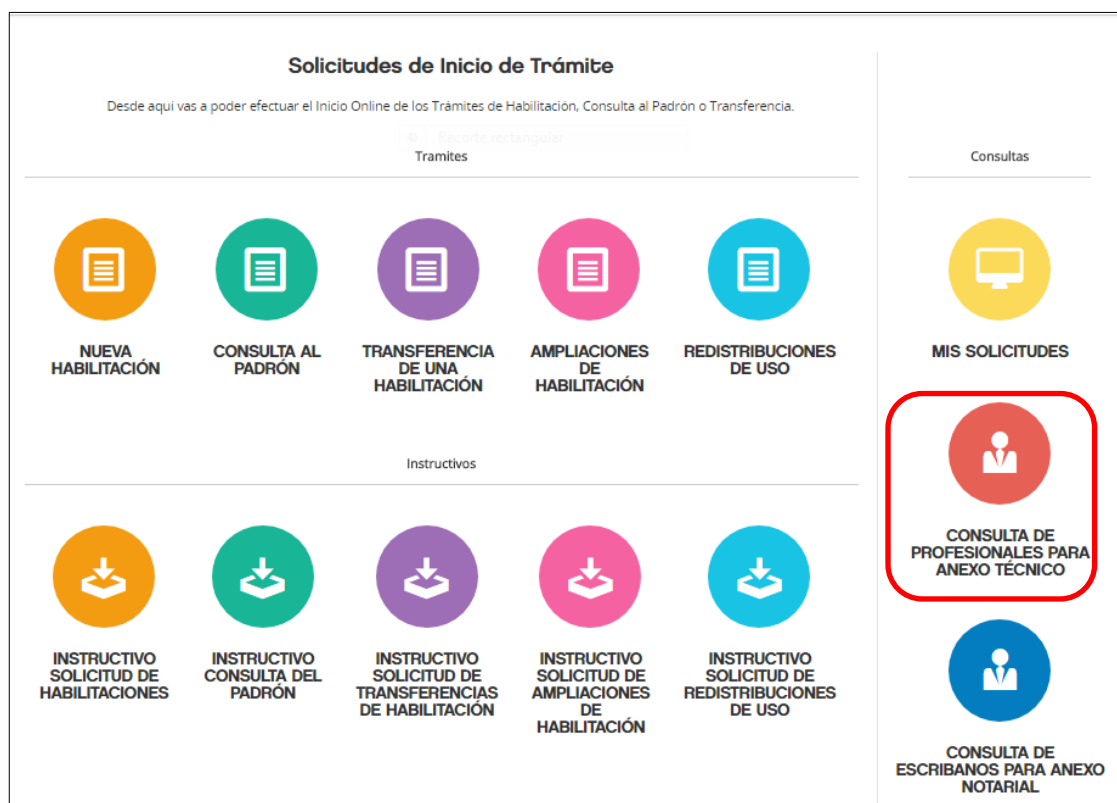 Solicitudes de Inicio de Trámite
Desde aquí vas a poder efectuar el Inicio Online de los Trámites de Habilitación, Consulta al Padrón o Transferencia.
Recorte rectangular
Tramites
NUEVA
HABILITACIÓN
CONSULTA AL
PADRÓN
TRANSFERENCIA
DE UNA
HABILITACIÓN
AMPLIACIONES
DE
HABILITACIÓN
REDISTRIBUCIONES
DE USO
Instructivos
INSTRUCTIVO
SOLICITUD DE
HABILITACIONES
INSTRUCTIVO
CONSULTA DEL
PADRÓN
INSTRUCTIVO
SOLICITUD DE
TRANSFERENCIAS
DE HABILITACIÓN
INSTRUCTIVO
SOLICITUD DE
AMPLIACIONES
DE
HABILITACIÓN
INSTRUCTIVO
SOLICITUD DE
REDISTRIBUCIONES
DE USO
Consultas
MIS SOLICITUDES
CONSULTA DE
PROFESIONALES PARA
ANEXO TÉCNICO
CONSULTA DE
ESCRIBANOS PARA ANEXO
NOTARIAL